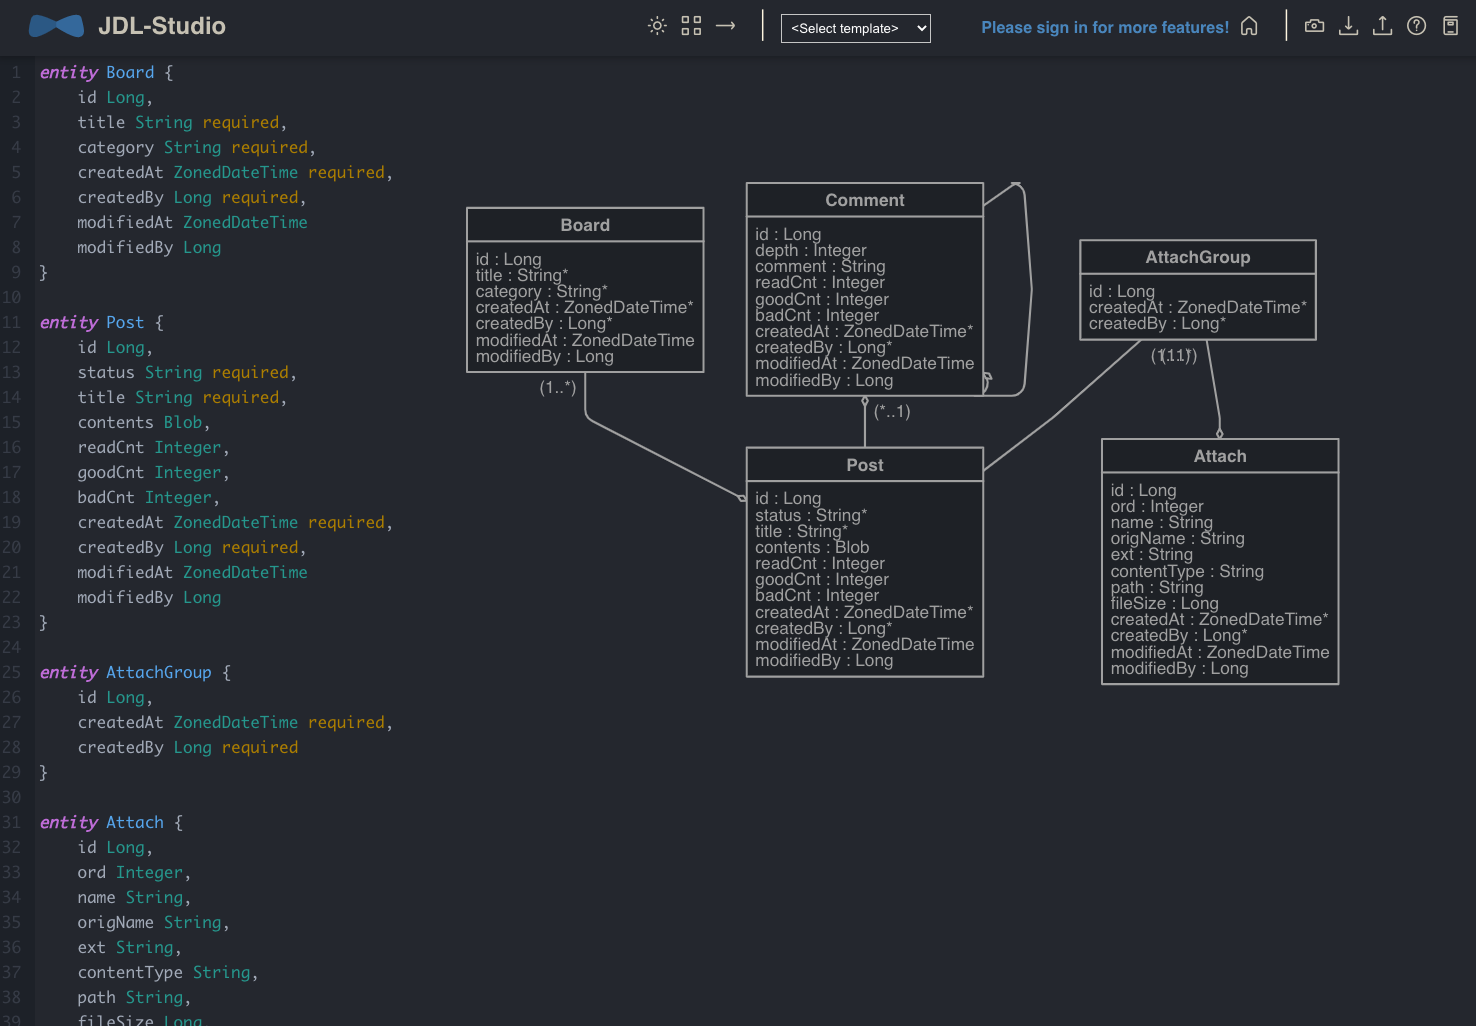 JDL-Studio
<Select template>
Please sign in for more features!
1 entity Board {
2 id Long,
3 title String required,
4 category String required,
5 createdAt ZonedDateTime required,
6 createdBy Long required,
7 modifiedAt ZonedDateTime
8 modifiedBy Long
9 }
10
11 entity Post {
12 id Long,
13 status String required,
14 title String required,
15 contents Blob,
16 readCnt Integer,
17 goodCnt Integer,
18 badCnt Integer,
19 createdAt ZonedDateTime required,
20 createdBy Long required,
21 modifiedAt ZonedDateTime
22 modifiedBy Long
23 }
24
25 entity AttachGroup {
26 id Long,
27 createdAt ZonedDateTime required,
28 createdBy Long required
29 }
30
31 entity Attach {
32 id Long,
33 ord Integer,
34 name String,
35 origName String,
36 ext String,
37 contentType String,
38 path String,
39 fileSize Long
Board
id : Long
title : String*
category : String*
createdAt : ZonedDateTime*
createdBy : Long*
modifiedAt : ZonedDateTime
modifiedBy : Long
(1..*)
Comment
id : Long
depth : Integer
comment : String
readCnt : Integer
goodCnt : Integer
badCnt : Integer
createdAt : ZonedDateTime*
createdBy : Long*
modifiedAt : ZonedDateTime
modifiedBy : Long
(*..1)
Post
id : Long
status : String*
title : String*
contents : Blob
readCnt : Integer
goodCnt : Integer
badCnt : Integer
createdAt : ZonedDateTime*
createdBy : Long*
modifiedAt : ZonedDateTime
modifiedBy : Long
AttachGroup
id : Long
createdAt : ZonedDateTime*
createdBy : Long*
Attach
id : Long
ord : Integer
name : String
origName : String
ext : String
contentType : String
path : String
fileSize : Long
createdAt : ZonedDateTime*
createdBy : Long*
modifiedAt : ZonedDateTime
modifiedBy : Long